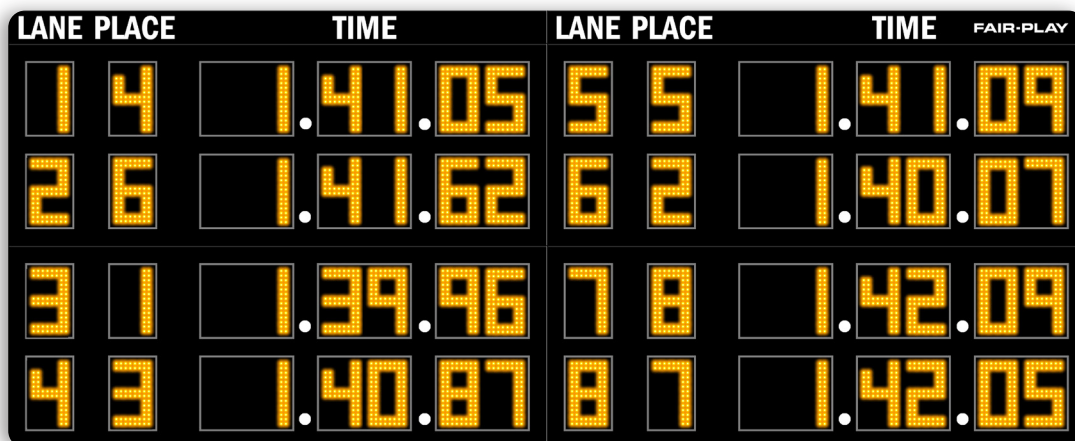 LANE PLACE TIME LANE PLACE TIME FAIR-PLAY
1 4 1.41.05 5 5 1.41.09
2 6 1.41.62 6 2 1.40.07
3 1 1.39.96 7 8 1.42.09
4 3 1.40.87 8 7 1.42.05